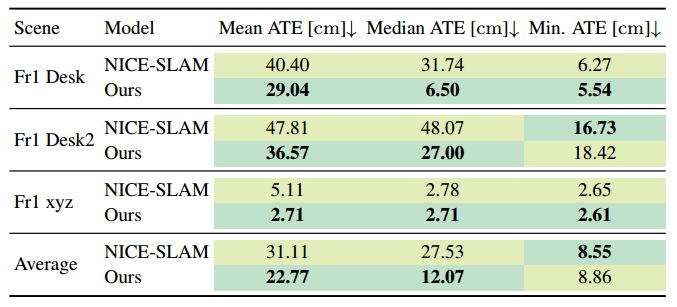 Scene Model Mean ATE [cm]↓ Median ATE [cm]↓ Min. ATE [cm]↓
Fr1 Desk NICE-SLAM 40.40 31.74 6.27
Ours 29.04 6.50 5.54
Fr1 Desk2 NICE-SLAM 47.81 48.07 16.73
Ours 36.57 27.00 18.42
Fr1 xyz NICE-SLAM 5.11 2.78 2.65
Ours 2.71 2.71 2.61
Average NICE-SLAM 31.11 27.53 8.55
Ours 22.77 12.07 8.86